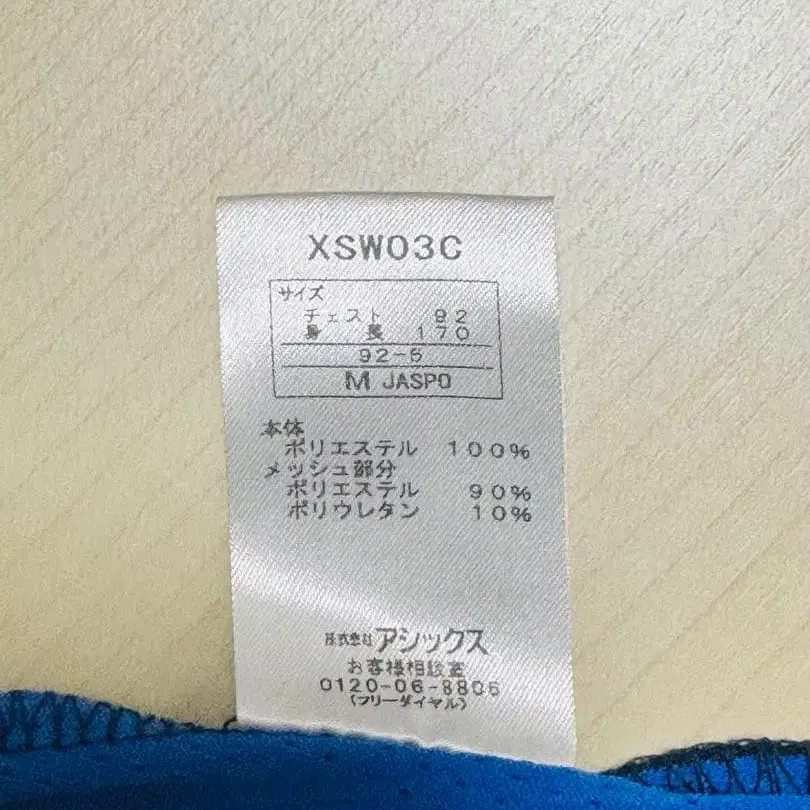 XSW03C
サイズ
チェスト 92
身長 170
92-5
M JASPO
本体
ポリエステル 100%
メッシュ部分
ポリエステル 90%
ポリウレタン 10%
株式会社アシックス
お客様相談室
0120-06-8806
(フリーダイヤル)